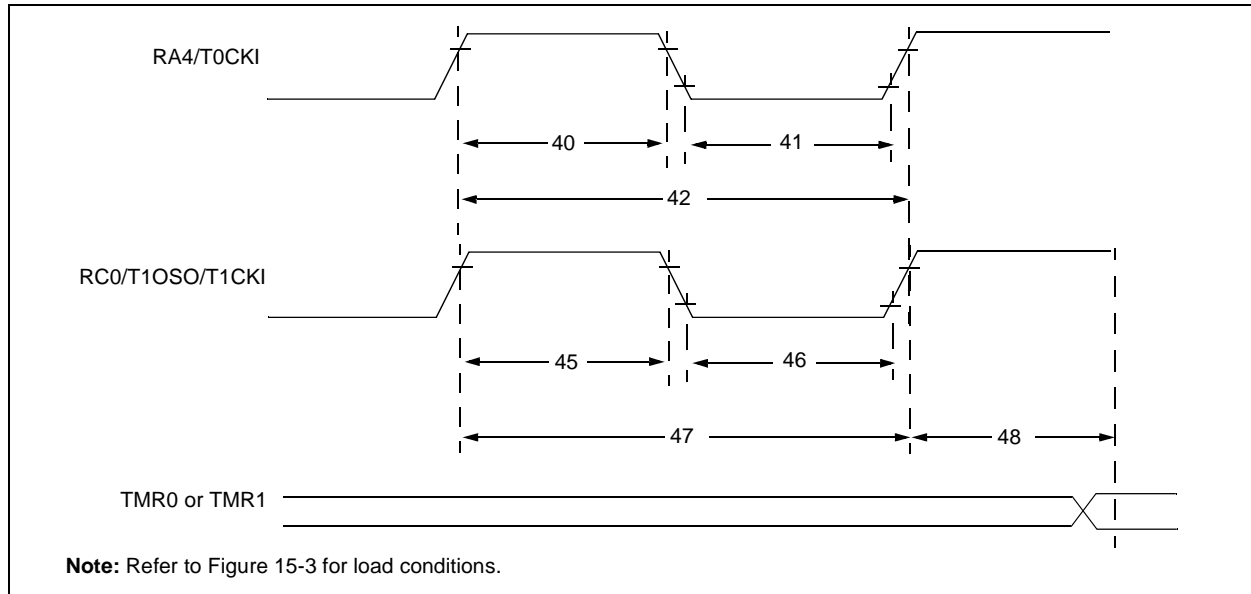 RA4/T0CKI
40
41
42
RC0/T1OSO/T1CKI
45
46
47
48
TMR0 or TMR1
Note: Refer to Figure 15-3 for load conditions.